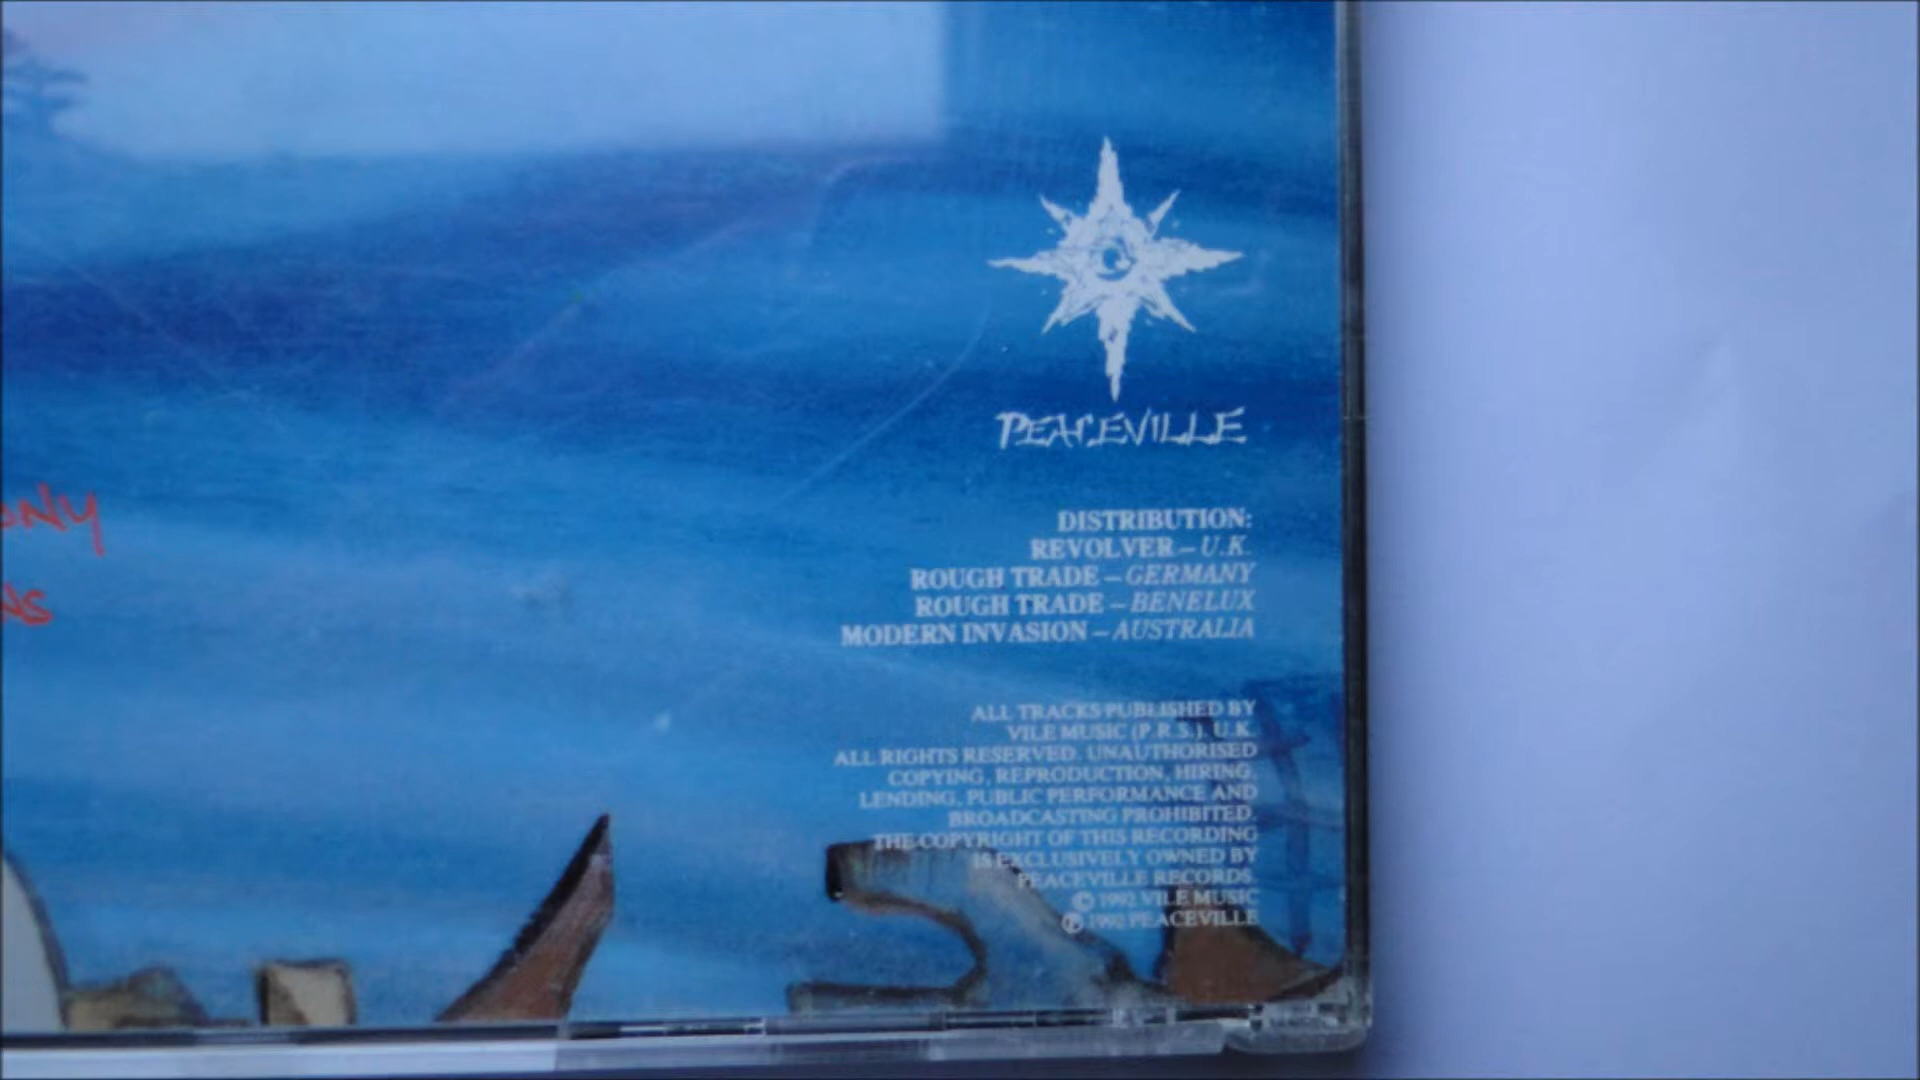 ONY
NS
PEACEVILLE
DISTRIBUTION:
REVOLVER – U.K.
ROUGH TRADE – GERMANY
ROUGH TRADE – BENELUX
MODERN INVASION – AUSTRALIA
ALL TRACKS PUBLISHED BY
VILE MUSIC (P.R.S.). U.K.
ALL RIGHTS RESERVED. UNAUTHORISED
COPYING, REPRODUCTION, HIRING,
LENDING, PUBLIC PERFORMANCE AND
BROADCASTING PROHIBITED.
THE COPYRIGHT OF THIS RECORDING
IS EXCLUSIVELY OWNED BY
PEACEVILLE RECORDS.
© 1992 VILE MUSIC
℗ 1992 PEACEVILLE